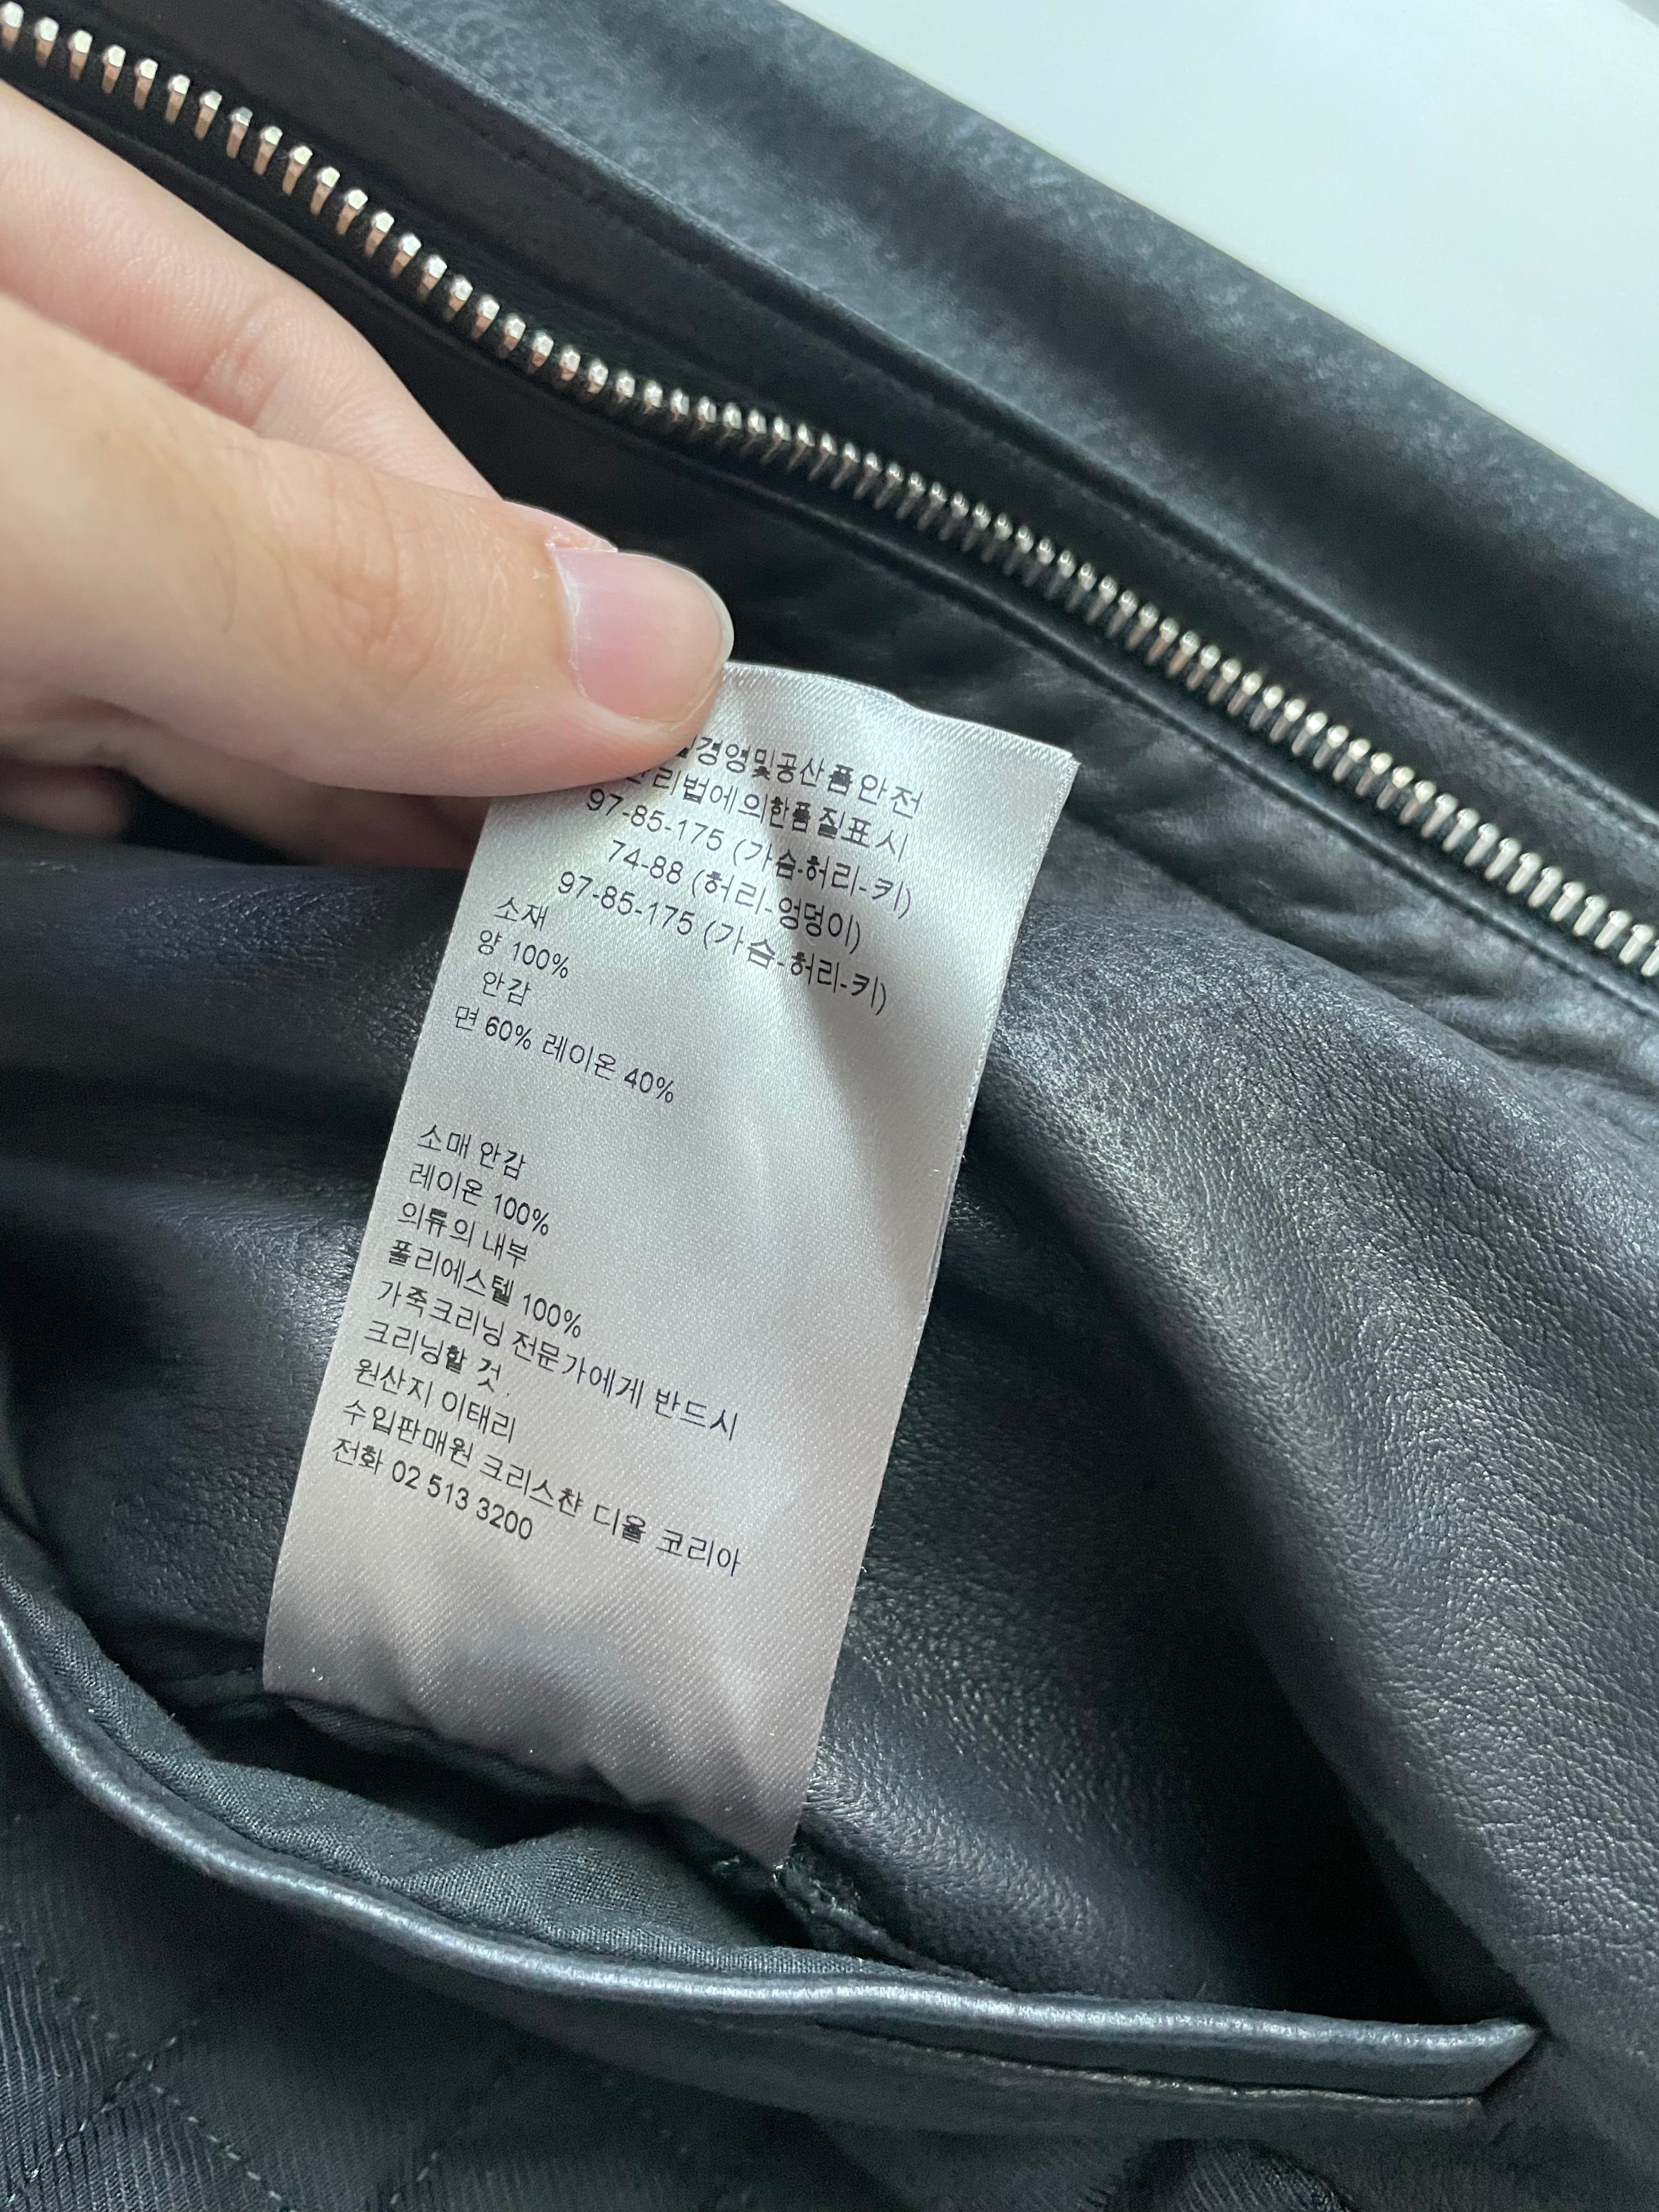 경영및공산품안전
리법에의한품질표시
97-85-175 (가슴-허리-키)
74-88 (허리-엉덩이)
97-85-175 (가슴-허리-키)
소재
양 100%
안감
면 60% 레이온 40%
소매 안감
레이온 100%
의류의 내부
폴리에스텔 100%
가죽크리닝 전문가에게 반드시
크리닝할 것.
원산지 이태리
수입판매원 크리스챤 디올 코리아
전화 02 513 3200